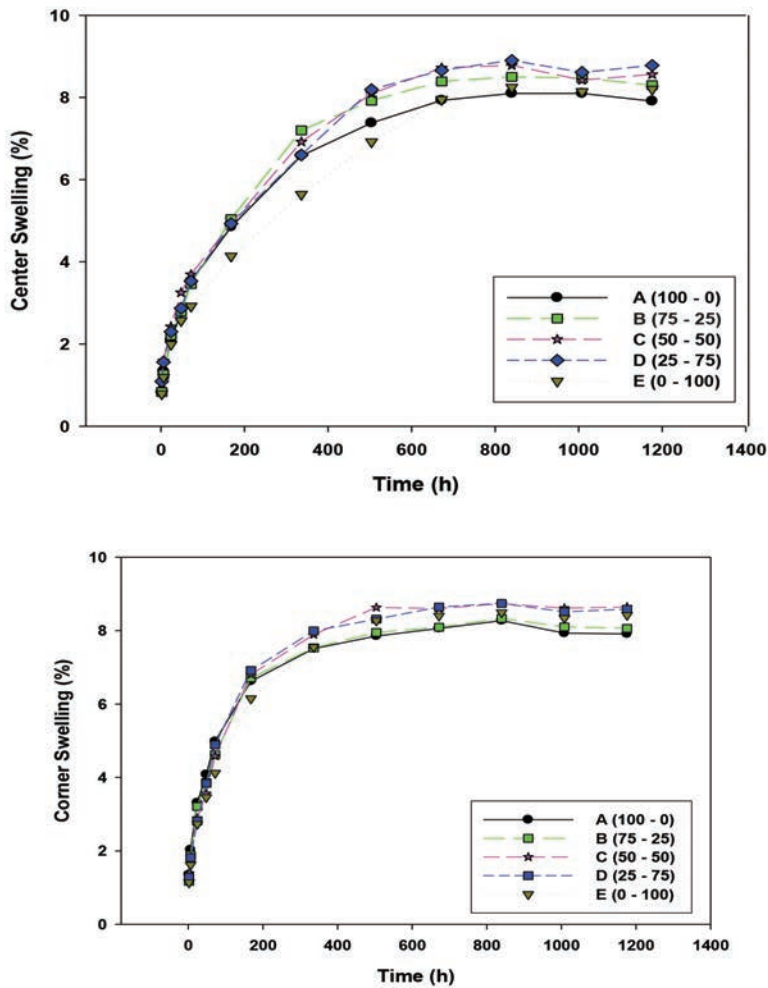 10
8
6
4
2
0
Center Swelling (%)
A (100 - 0)
B (75 - 25)
C (50 - 50)
D (25 - 75)
E (0 - 100)
0 200 400 600 800 1000 1200 1400
Time (h)
10
8
6
4
2
0
Corner Swelling (%)
A (100 - 0)
B (75 - 25)
C (50 - 50)
D (25 - 75)
E (0 - 100)
0 200 400 600 800 1000 1200 1400
Time (h)